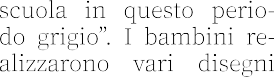 scuola in questo perio-
do grigio”. I bambini re-
alizzarono vari disegni